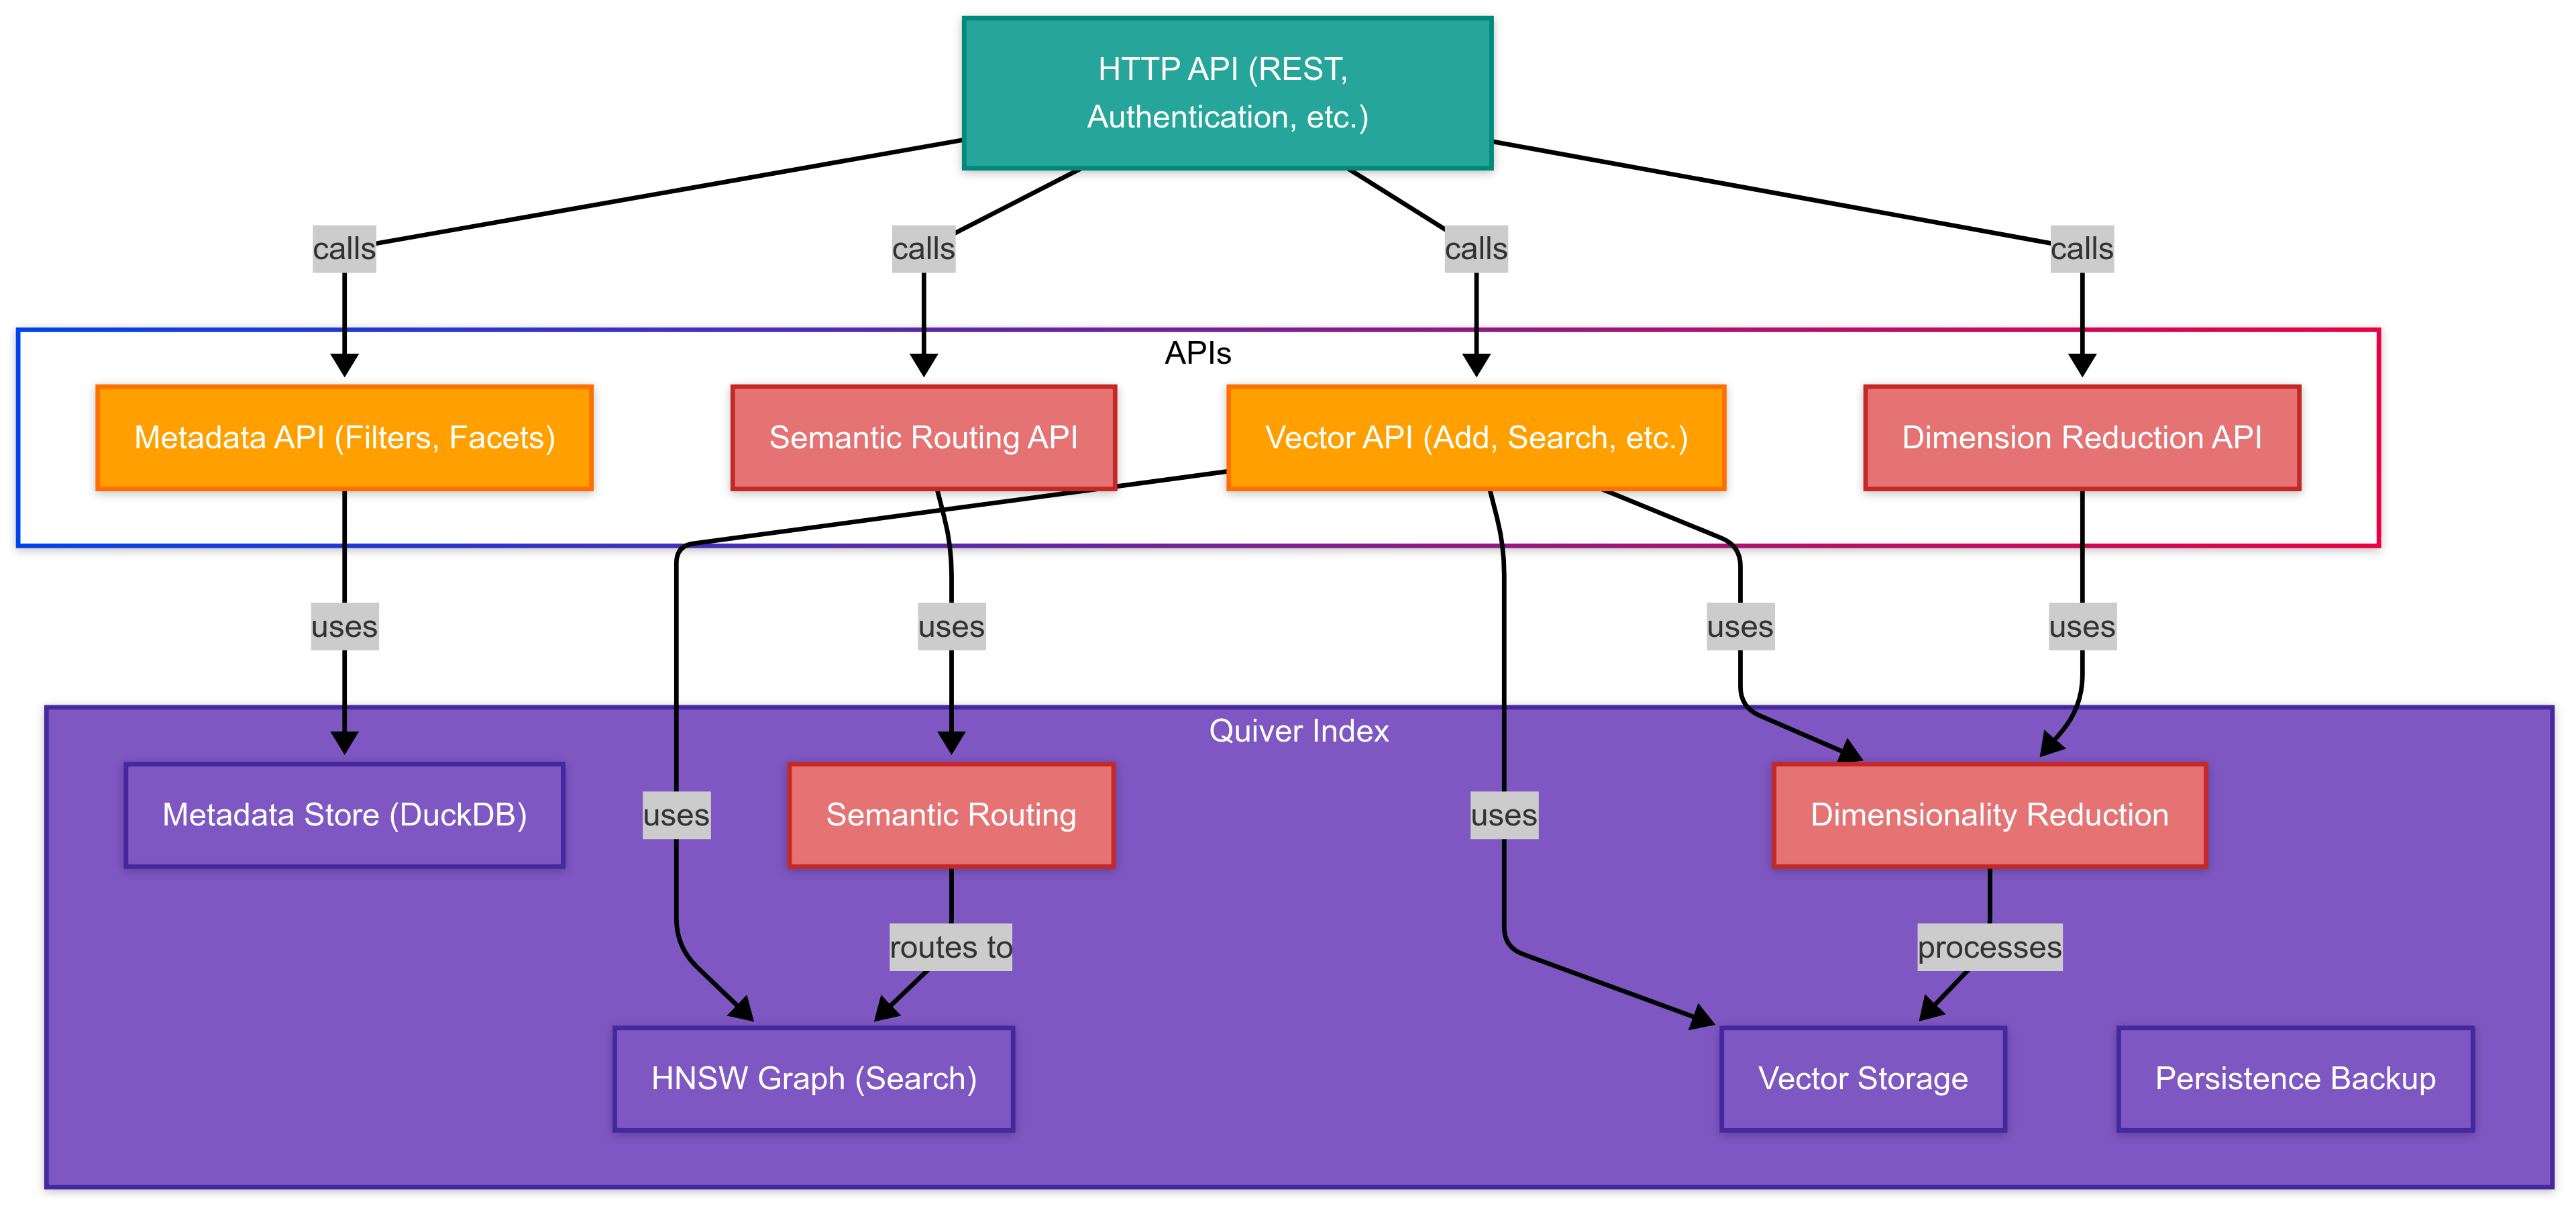 HTTP API (REST,
Authentication, etc.)
calls
calls
calls
calls
APIs
Metadata API (Filters, Facets)
Semantic Routing API
Vector API (Add, Search, etc.)
Dimension Reduction API
uses
uses
uses
uses
Quiver Index
Metadata Store (DuckDB)
uses
Semantic Routing
uses
Dimensionality Reduction
routes to
processes
HNSW Graph (Search)
Vector Storage
Persistence Backup